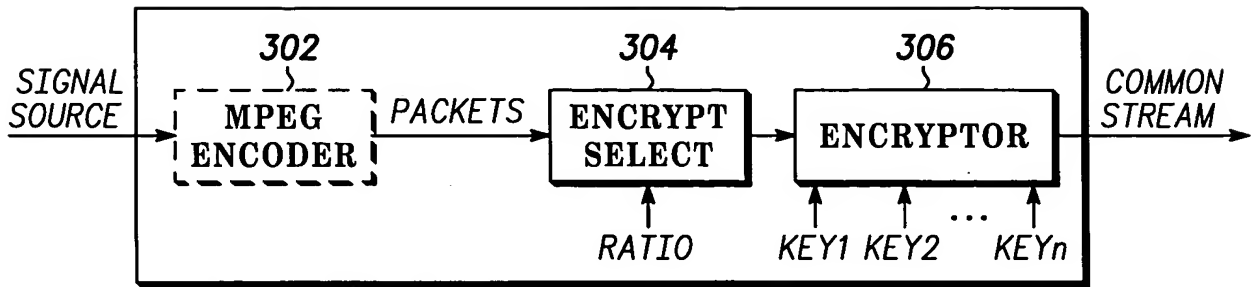 302
304
306
SIGNAL
SOURCE
MPEG
ENCODER
PACKETS
ENCRYPT
SELECT
ENCRYPTOR
COMMON
STREAM
RATIO
KEY1 KEY2 ... KEYn